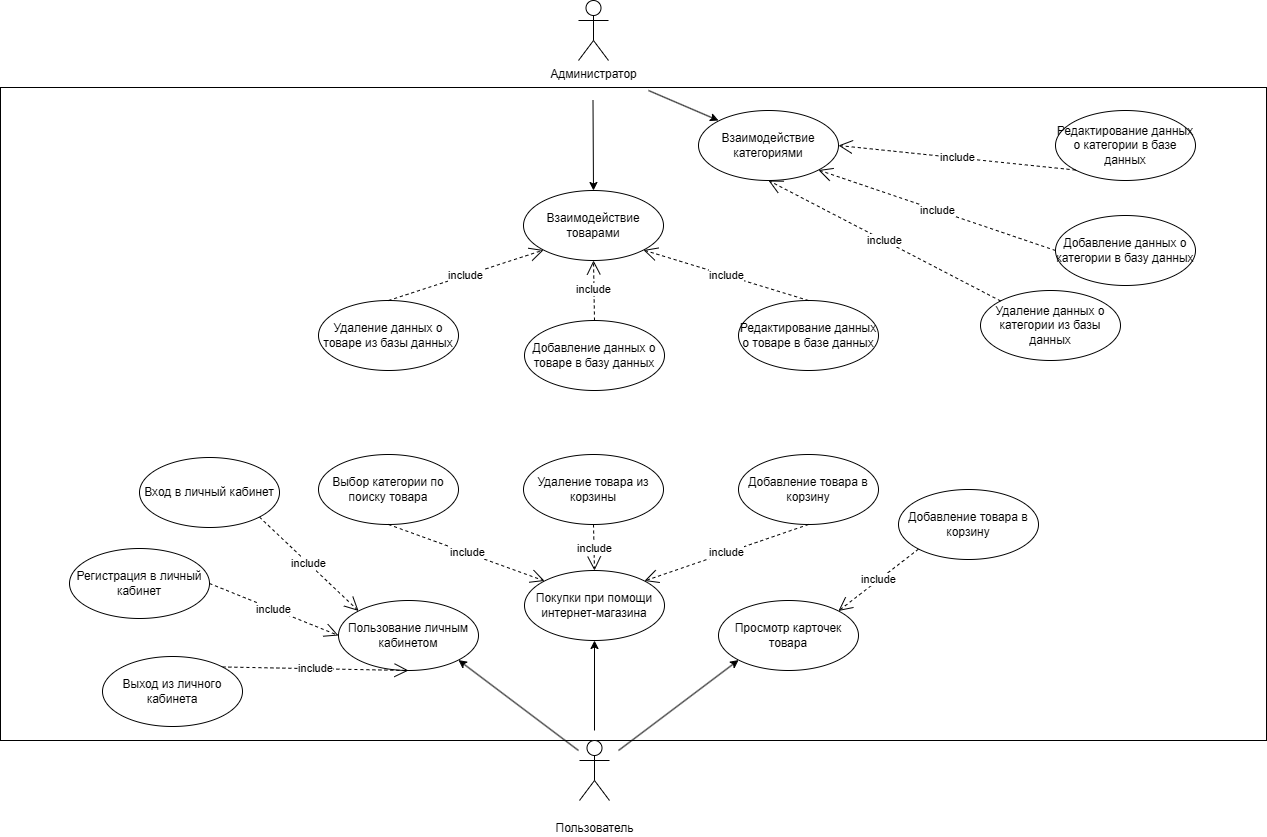 Администратор
Взаимодействие
категориями
Редактирование данных
о категории в базе
данных
include
Взаимодействие
товарами
include
Добавление данных о
категории в базу данных
include
include
include
include
Удаление данных о
категории из базы
данных
Удаление данных о
товаре из базы данных
Добавление данных о
товаре в базу данных
Редактирование данных
о товаре в базе данных
Вход в личный кабинет
Выбор категории по
поиску товара
Удаление товара из
корзины
Добавление товара в
корзину
Добавление товара в
корзину
include
include
include
include
include
Регистрация в личный
кабинет
include
Покупки при помощи
интернет-магазина
Пользование личным
кабинетом
Просмотр карточек
товара
include
Выход из личного
кабинета
Пользователь